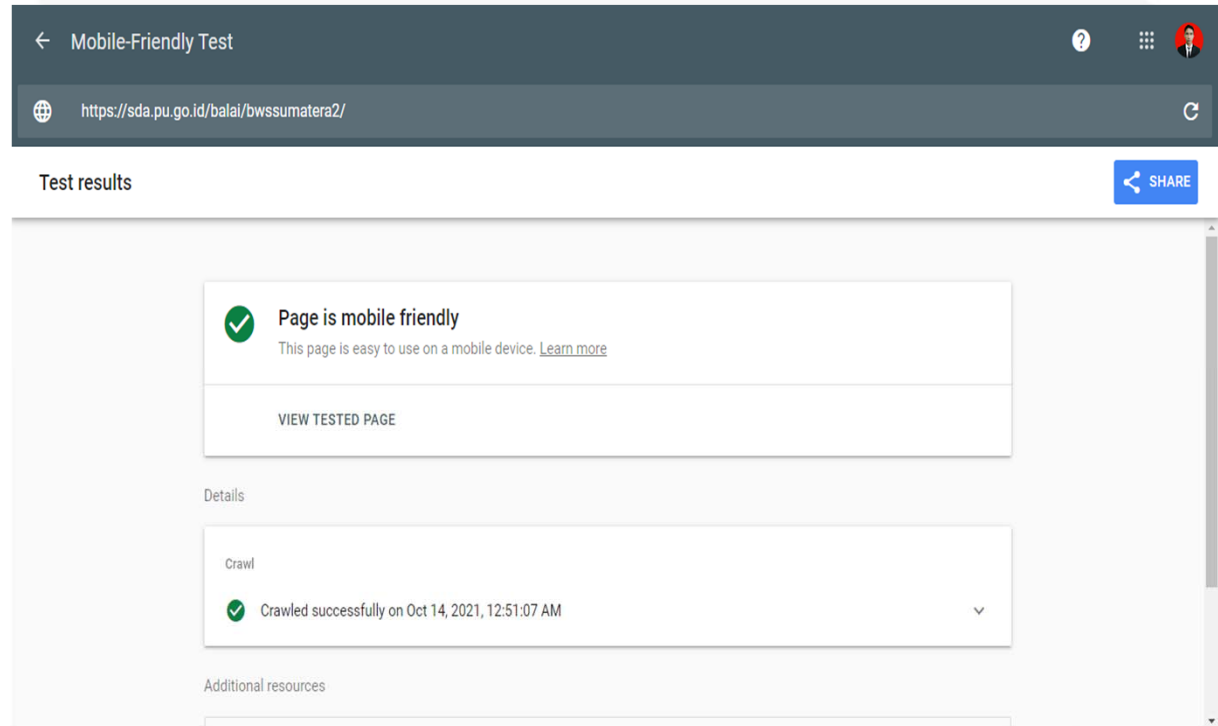 Mobile-Friendly Test
https://sda.pu.go.id/balai/bwssumatera2/
Test results
SHARE
Page is mobile friendly
This page is easy to use on a mobile device. Learn more
VIEW TESTED PAGE
Details
Crawl
Crawled successfully on Oct 14, 2021, 12:51:07 AM
Additional resources